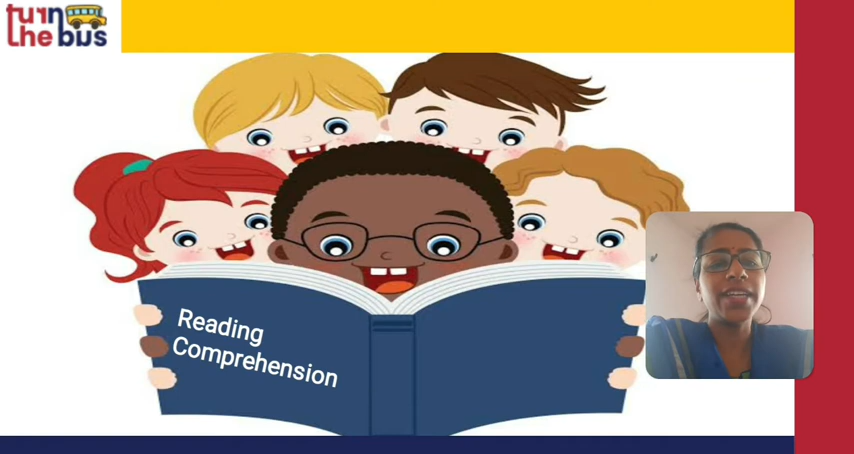 turn
the bus
Reading
Comprehension